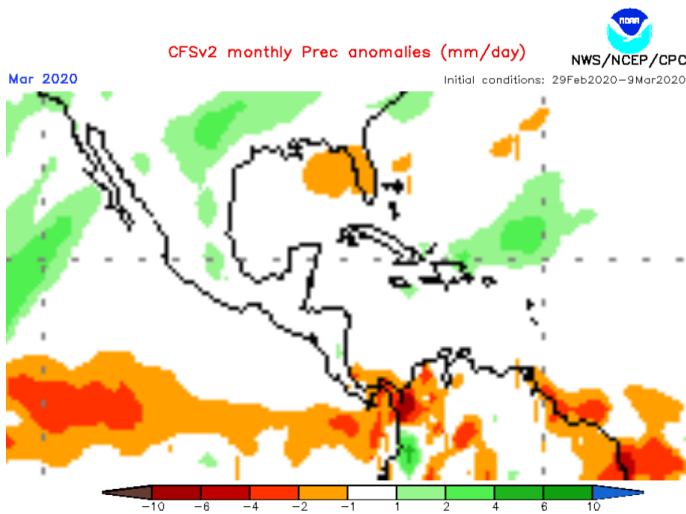 NOAA
CFSv2 monthly Prec anomalies (mm/day)
NWS/NCEP/CPC
Mar 2020
Initial conditions: 29Feb2020-9Mar2020
-10 -6 -4 -2 -1 1 2 4 6 10